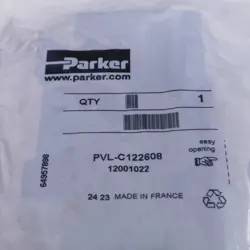 Parker
www.parker.com
QTY 1
easy
opening
PVL-C122608
12001022
64957898
24 23 MADE IN FRANCE